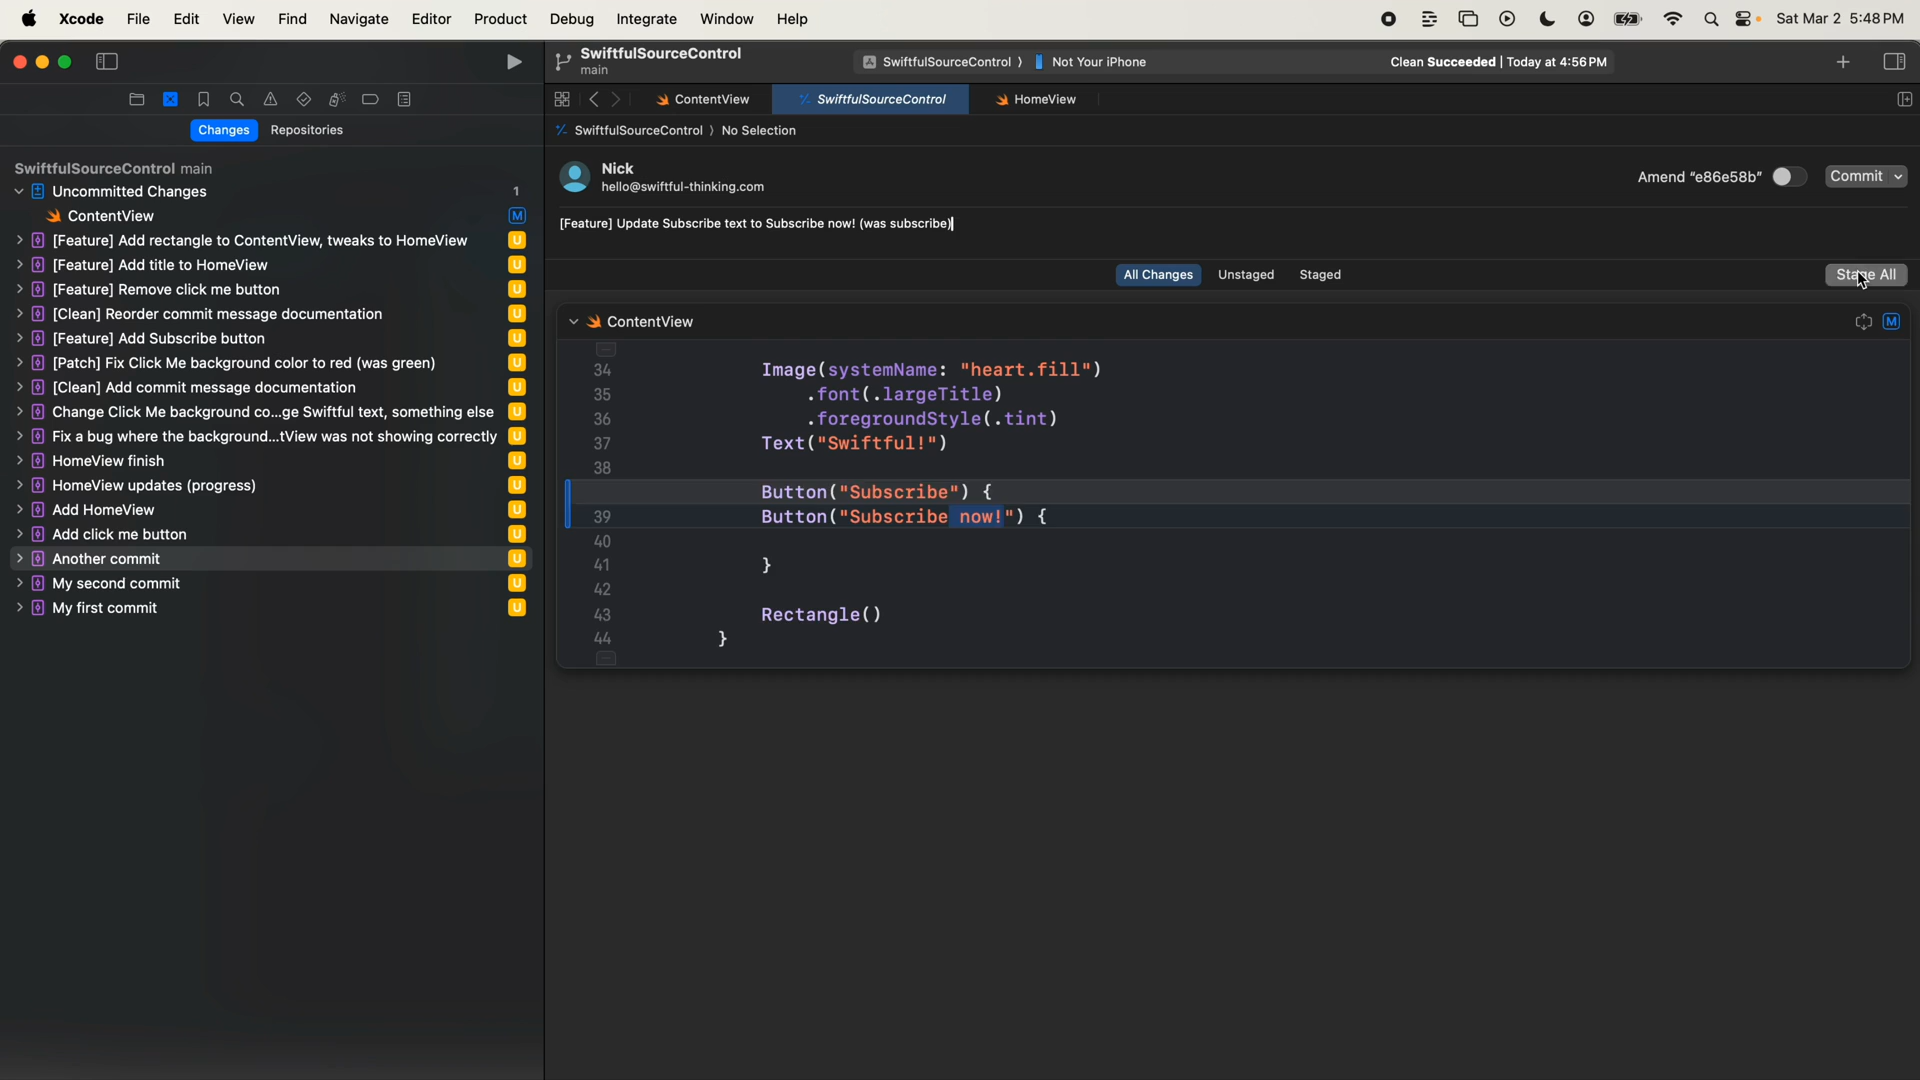 Xcode File Edit View Find Navigate Editor Product Debug Integrate Window Help Sat Mar 2 5:48 PM
SwiftfulSourceControl
main
SwiftfulSourceControl 〉 Not Your iPhone
Clean Succeeded | Today at 4:56 PM
ContentView SwiftfulSourceControl HomeView
Changes Repositories
SwiftfulSourceControl 〉 No Selection
SwiftfulSourceControl main
Uncommitted Changes 1
ContentView M
[Feature] Add rectangle to ContentView, tweaks to HomeView U
[Feature] Add title to HomeView U
[Feature] Remove click me button U
[Clean] Reorder commit message documentation U
[Feature] Add Subscribe button U
[Patch] Fix Click Me background color to red (was green) U
[Clean] Add commit message documentation U
Change Click Me background co...ge Swiftful text, something else U
Fix a bug where the background...tView was not showing correctly U
HomeView finish U
HomeView updates (progress) U
Add HomeView U
Add click me button U
Another commit U
My second commit U
My first commit U
Nick
hello@swiftful-thinking.com
Amend "e86e58b" Commit
[Feature] Update Subscribe text to Subscribe now! (was subscribe)
All Changes Unstaged Staged Stage All
ContentView M
34 Image(systemName: "heart.fill")
35 .font(.largeTitle)
36 .foregroundStyle(.tint)
37 Text("Swiftful!")
38
Button("Subscribe") {
39 Button("Subscribe now!") {
40
41 }
42
43 Rectangle()
44 }